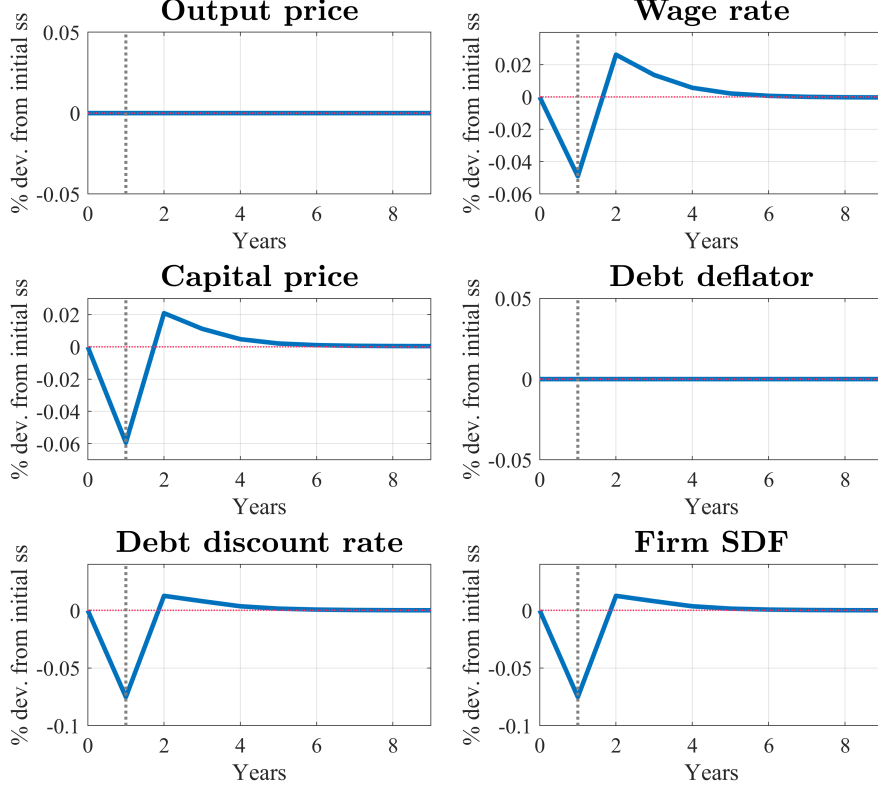 Output price
% dev. from initial ss
0.05
0
-0.05
0 2 4 6 8
Years
Wage rate
% dev. from initial ss
0.02
0
-0.02
-0.04
-0.06
0 2 4 6 8
Years
Capital price
% dev. from initial ss
0.02
0
-0.02
-0.04
-0.06
0 2 4 6 8
Years
Debt deflator
% dev. from initial ss
0.05
0
-0.05
0 2 4 6 8
Years
Debt discount rate
% dev. from initial ss
0
-0.05
-0.1
0 2 4 6 8
Years
Firm SDF
% dev. from initial ss
0
-0.05
-0.1
0 2 4 6 8
Years